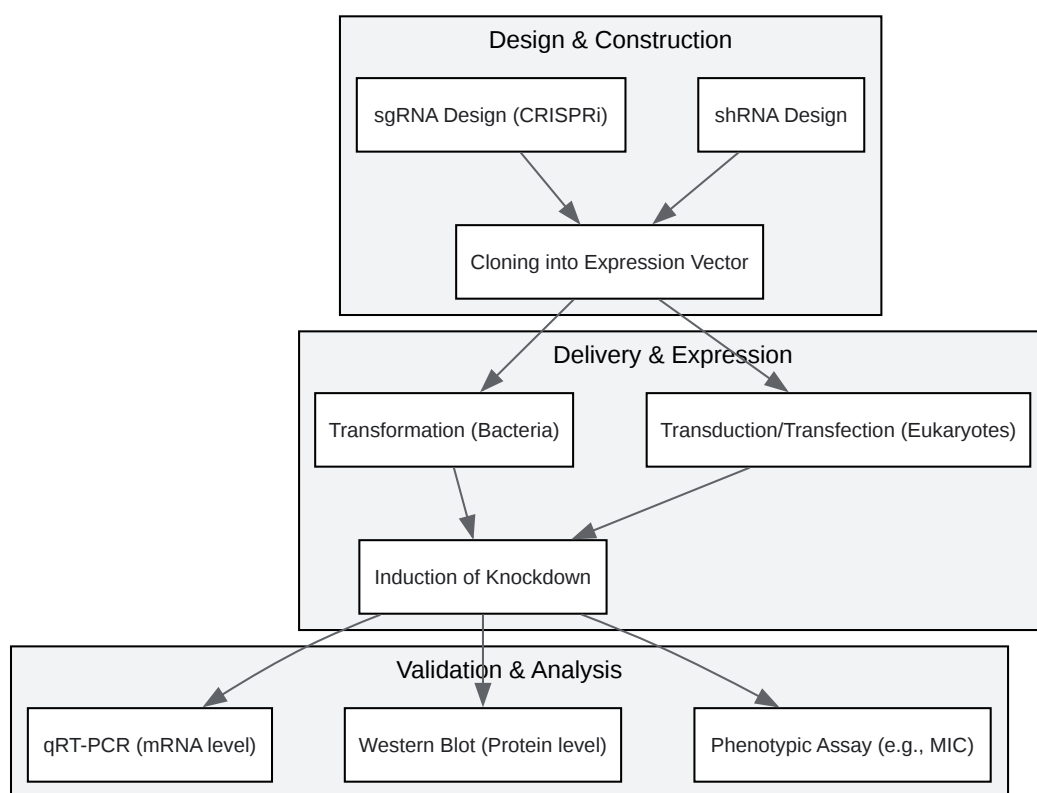 Design & Construction
sgRNA Design (CRISPRi)
shRNA Design
Cloning into Expression Vector
Delivery & Expression
Transformation (Bacteria)
Transduction/Transfection (Eukaryotes)
Induction of Knockdown
Validation & Analysis
qRT-PCR (mRNA level)
Western Blot (Protein level)
Phenotypic Assay (e.g., MIC)